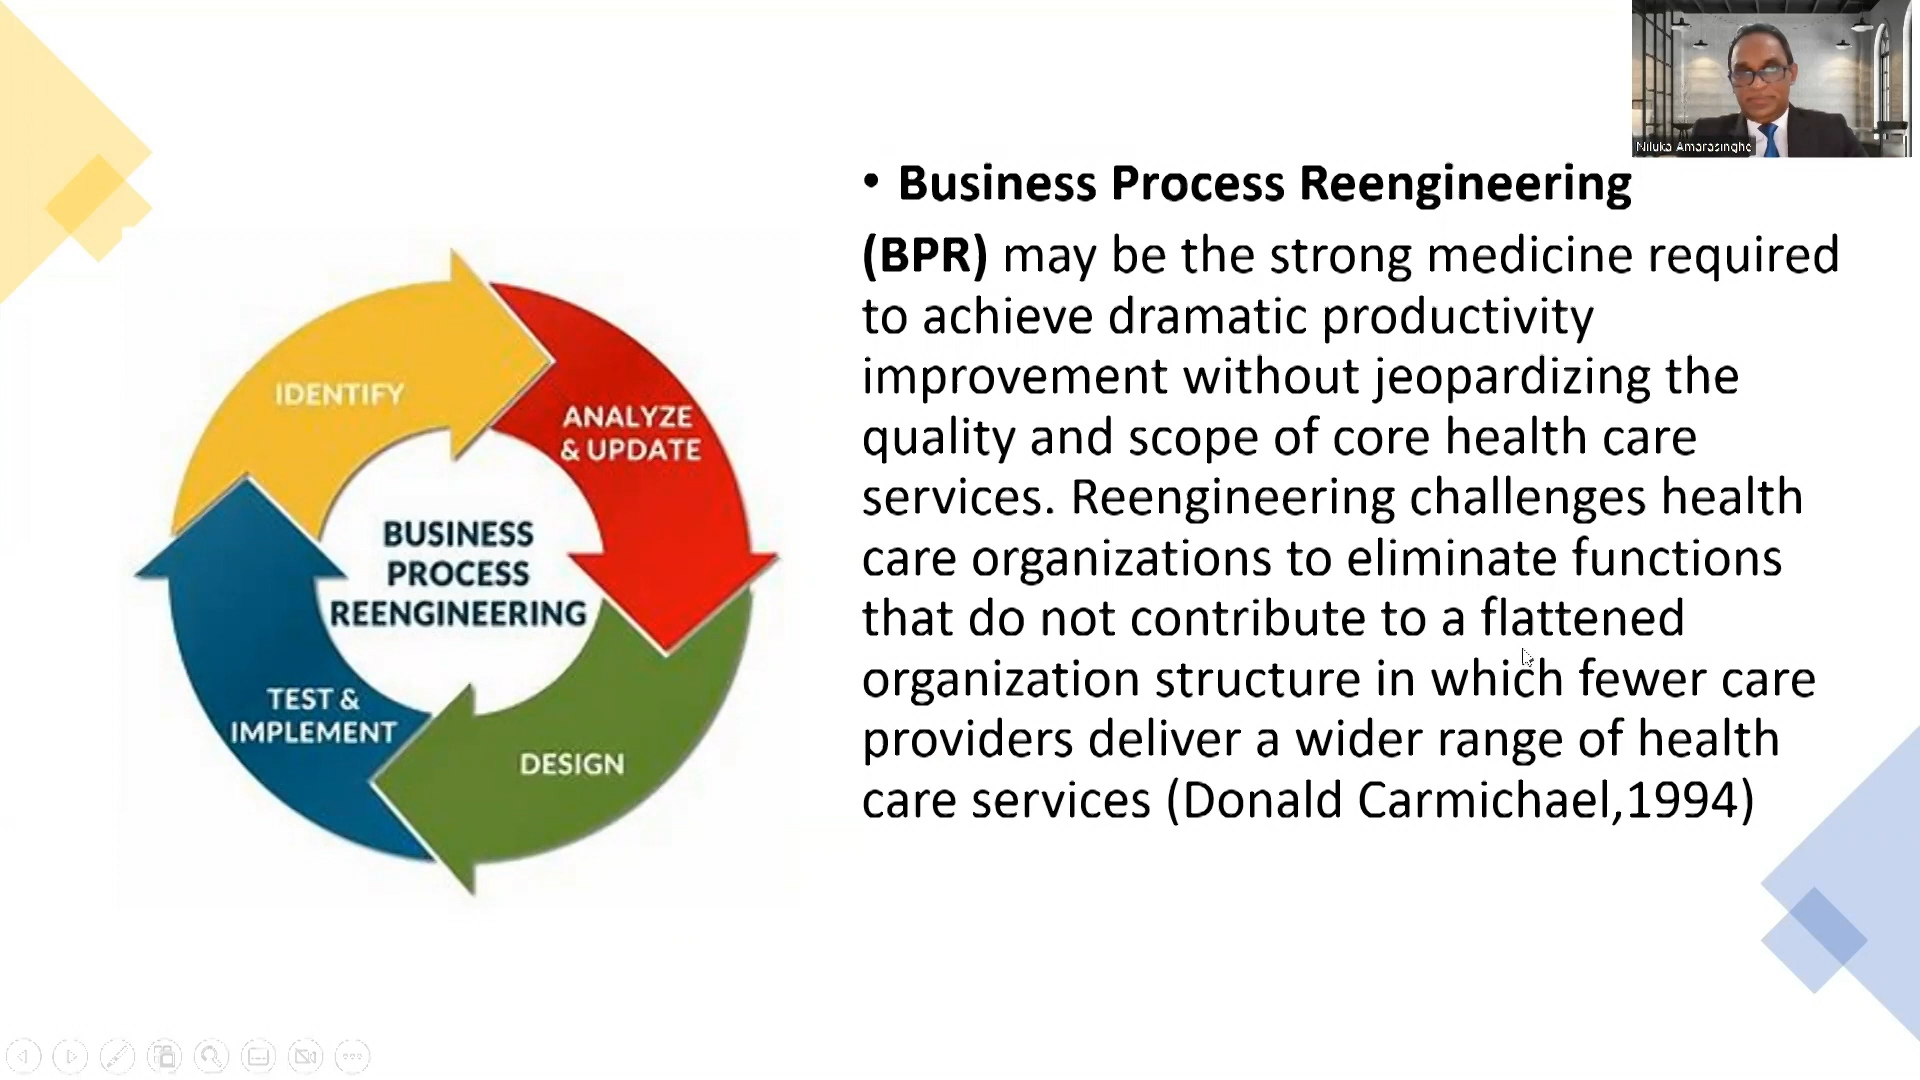 Niluka Amarasinghe
• Business Process Reengineering
(BPR) may be the strong medicine required
to achieve dramatic productivity
improvement without jeopardizing the
quality and scope of core health care
services. Reengineering challenges health
care organizations to eliminate functions
that do not contribute to a flattened
organization structure in which fewer care
providers deliver a wider range of health
care services (Donald Carmichael,1994)
IDENTIFY
ANALYZE
& UPDATE
BUSINESS
PROCESS
REENGINEERING
TEST &
IMPLEMENT
DESIGN